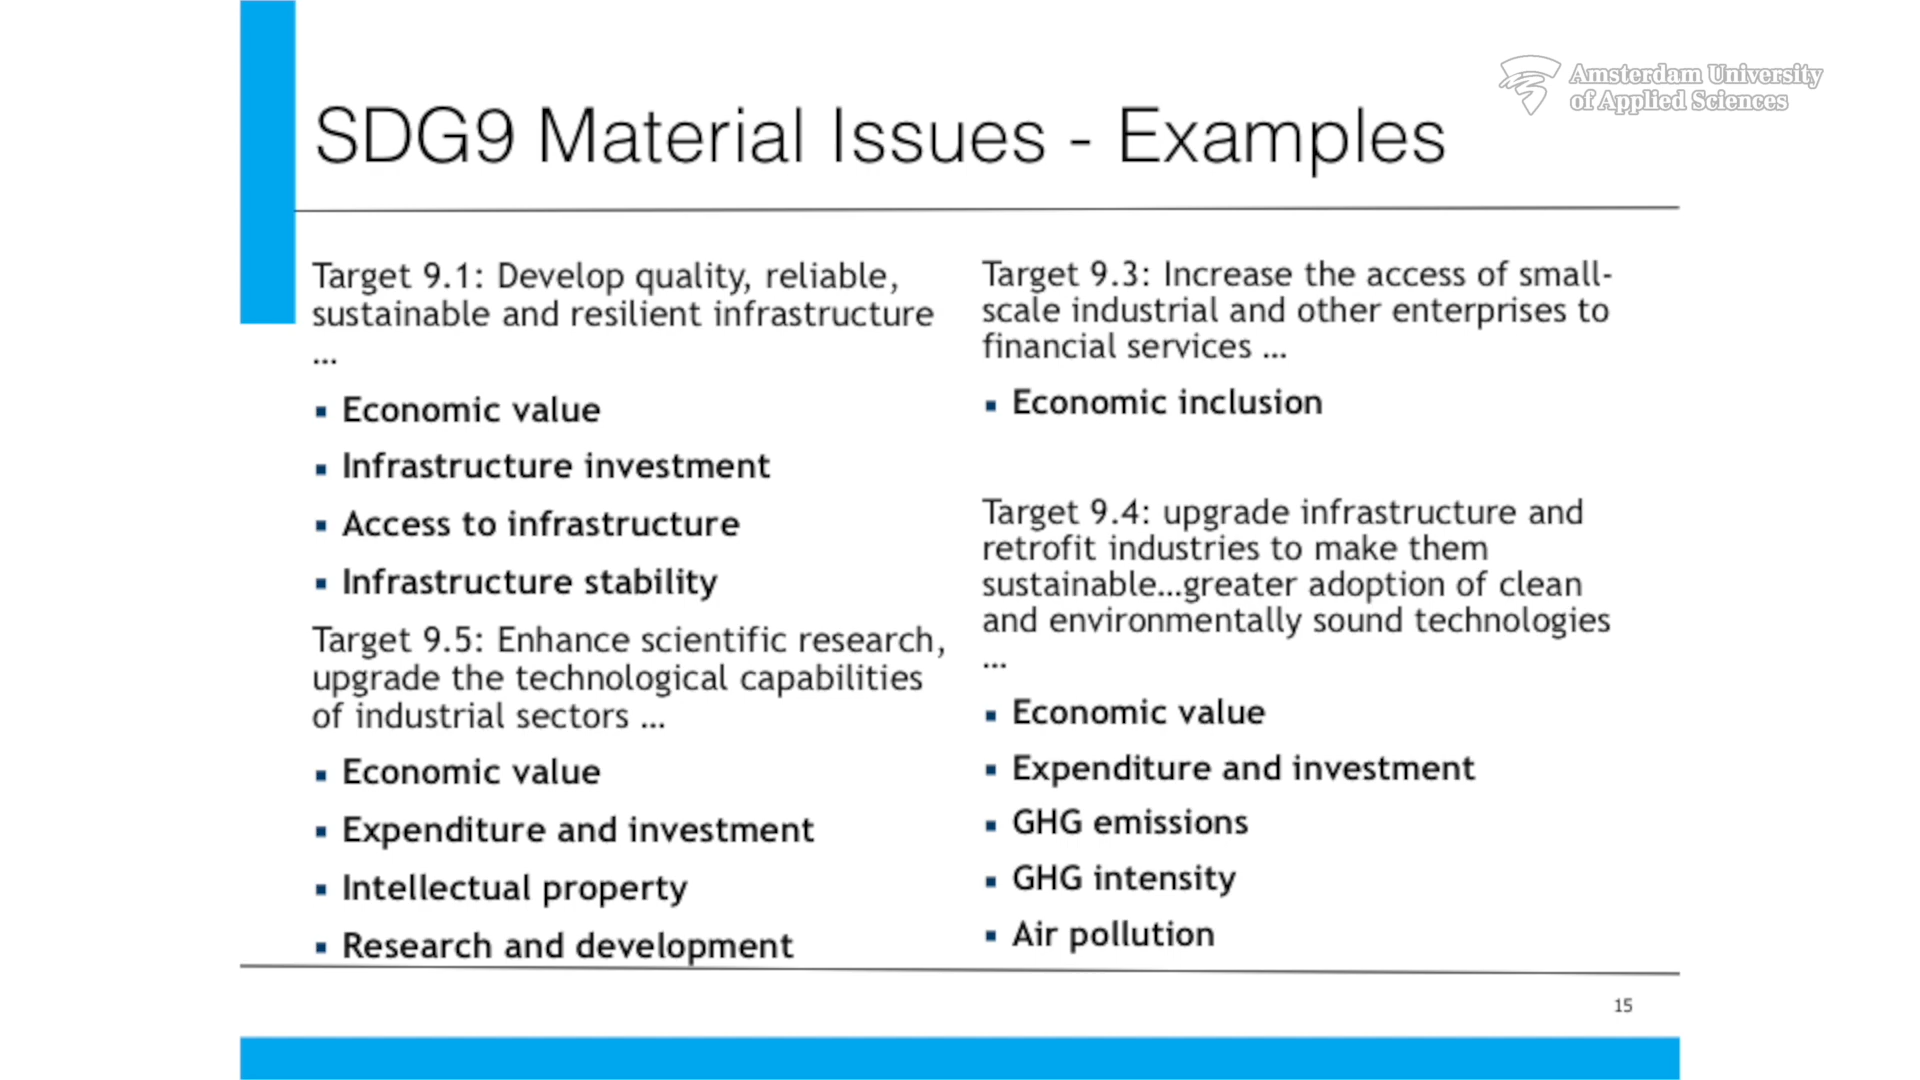 Amsterdam University
of Applied Sciences
SDG9 Material Issues - Examples
Target 9.1: Develop quality, reliable,
sustainable and resilient infrastructure
...
▪ Economic value
▪ Infrastructure investment
▪ Access to infrastructure
▪ Infrastructure stability
Target 9.5: Enhance scientific research,
upgrade the technological capabilities
of industrial sectors ...
▪ Economic value
▪ Expenditure and investment
▪ Intellectual property
▪ Research and development
Target 9.3: Increase the access of small-
scale industrial and other enterprises to
financial services ...
▪ Economic inclusion
Target 9.4: upgrade infrastructure and
retrofit industries to make them
sustainable...greater adoption of clean
and environmentally sound technologies
...
▪ Economic value
▪ Expenditure and investment
▪ GHG emissions
▪ GHG intensity
▪ Air pollution
15